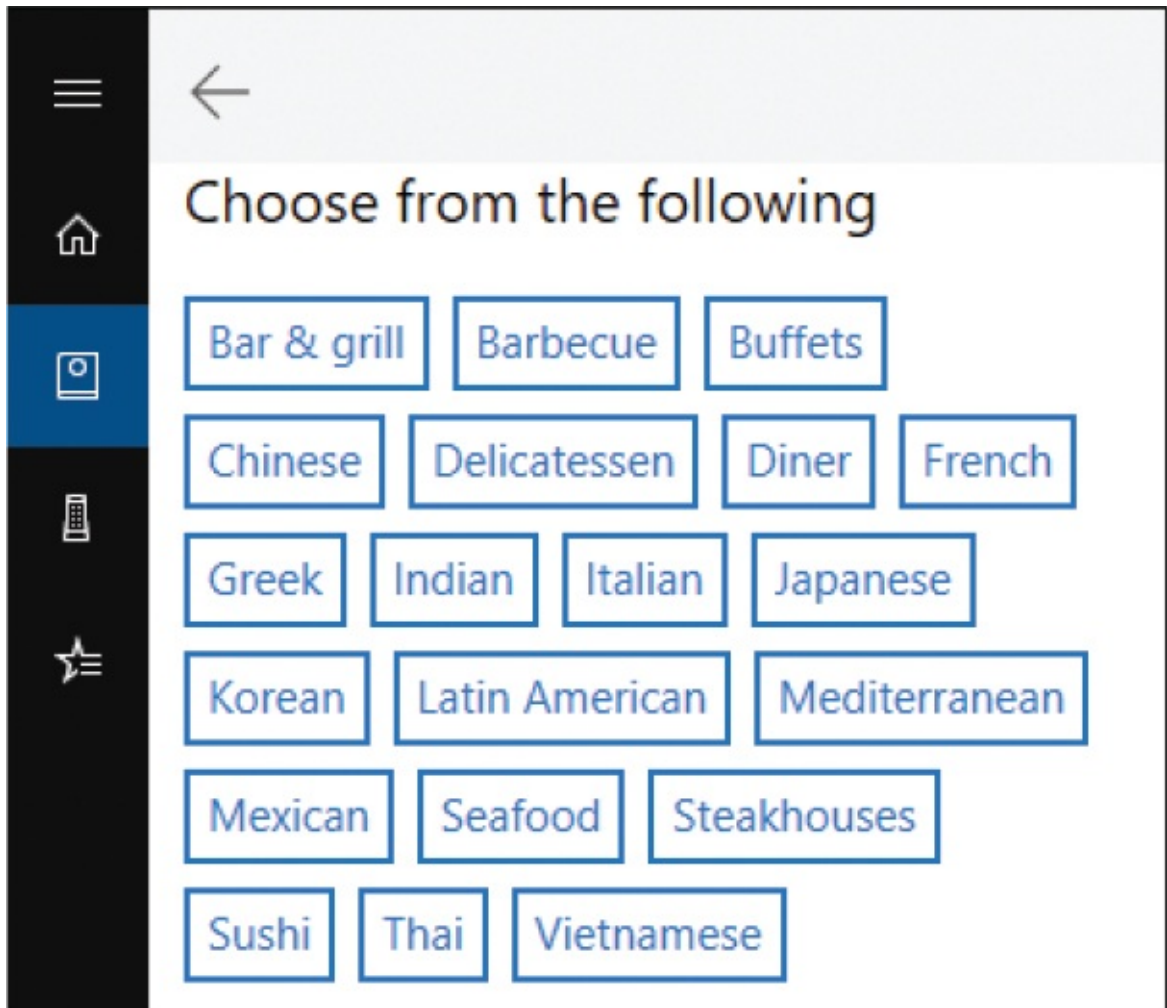 Choose from the following
Bar & grill Barbecue Buffets
Chinese Delicatessen Diner French
Greek Indian Italian Japanese
Korean Latin American Mediterranean
Mexican Seafood Steakhouses
Sushi Thai Vietnamese